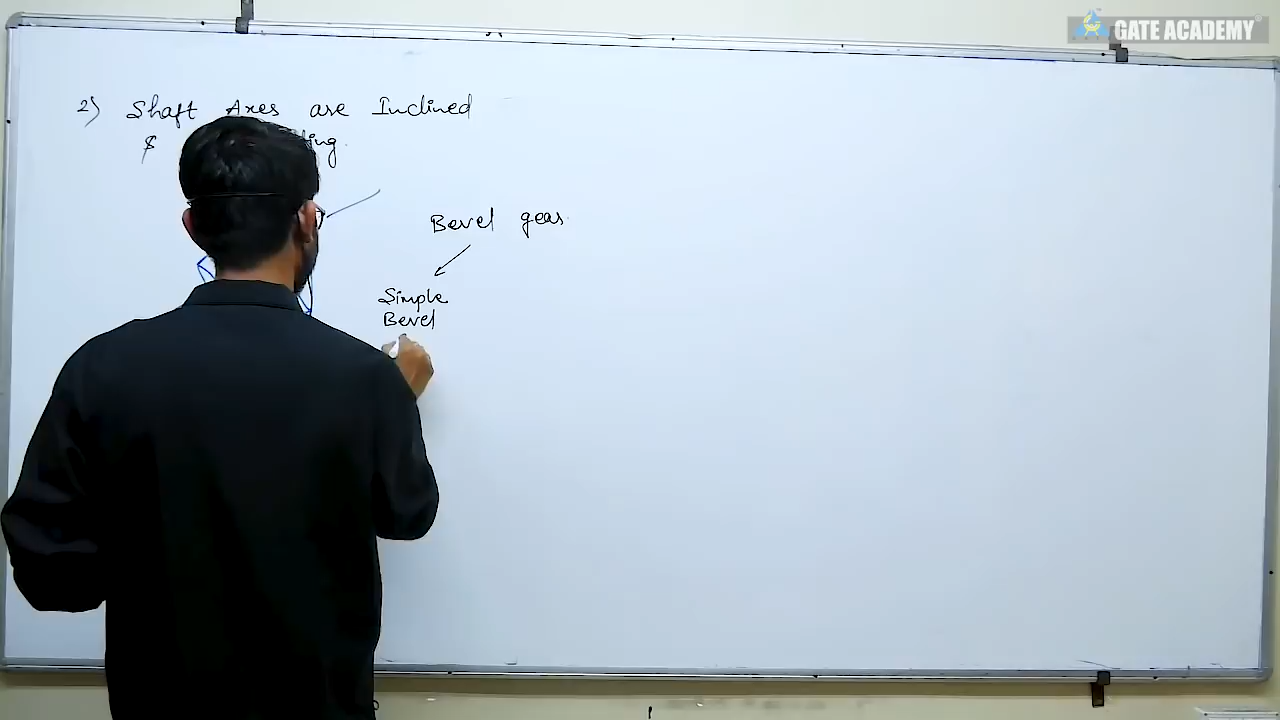 GATE ACADEMY
2) Shaft Axes are Inclined
&
Bevel gear
Simple
Bevel